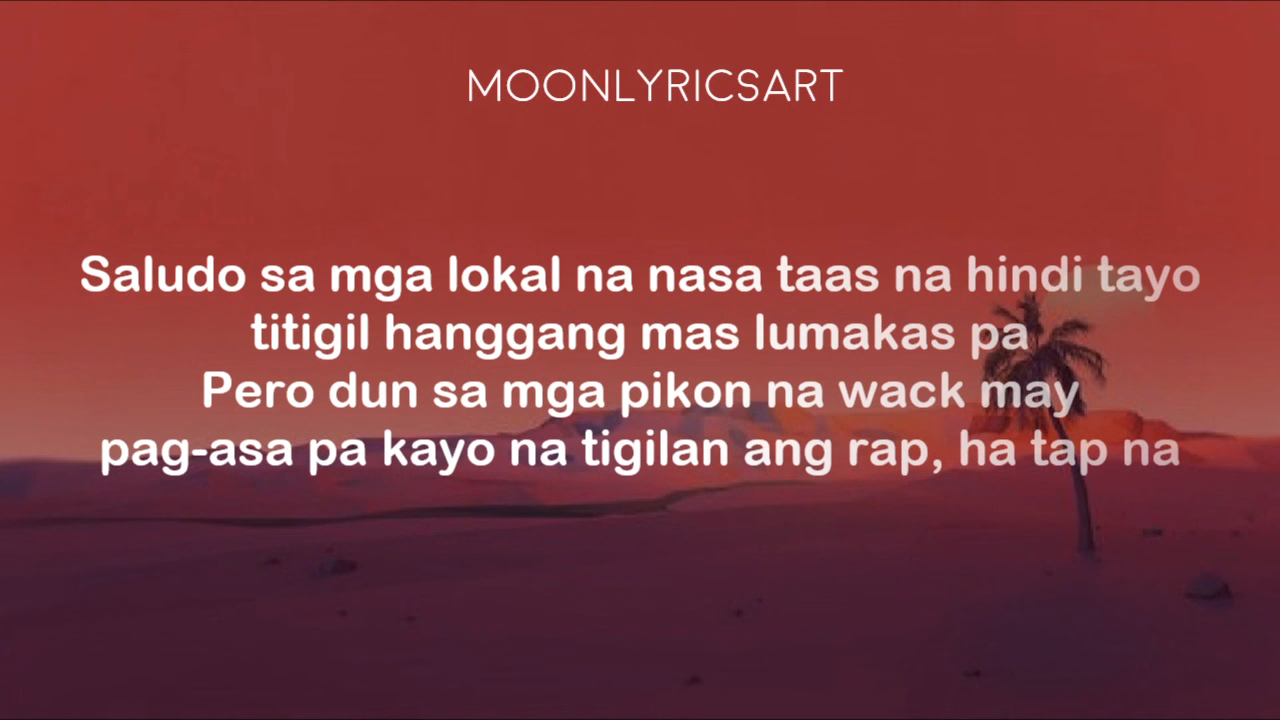 MOONLYRICSART
Saludo sa mga lokal na nasa taas na hindi tayo
titigil hanggang mas lumakas pa
Pero dun sa mga pikon na wack may
pag-asa pa kayo na tigilan ang rap, ha tap na